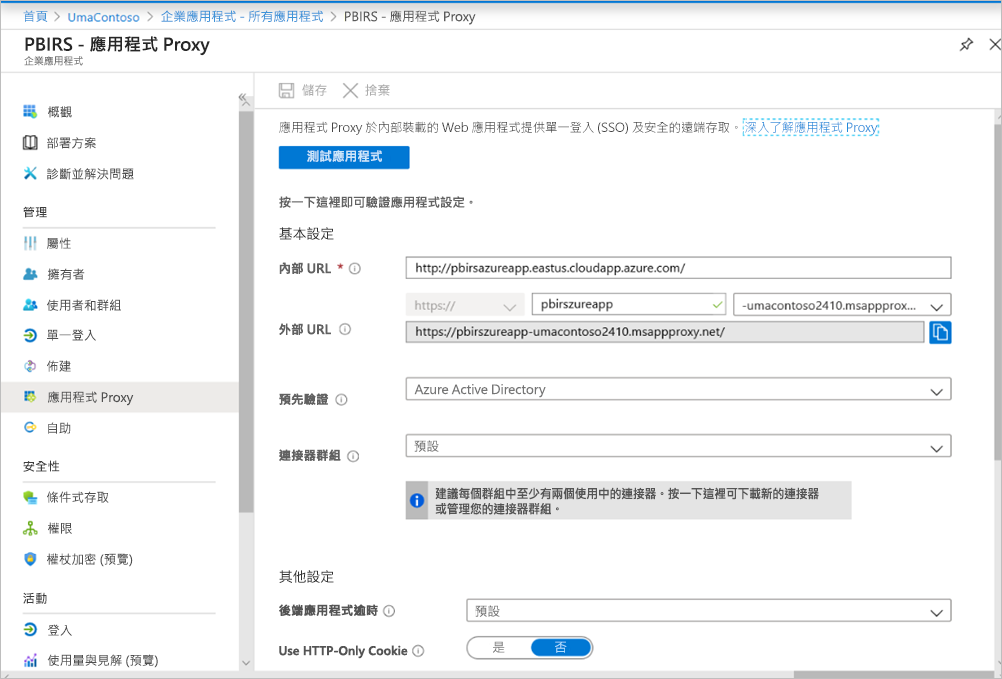 首頁 > UmaContoso > 企業應用程式 - 所有應用程式 > PBIRS - 應用程式 Proxy
PBIRS - 應用程式 Proxy
企業應用程式
概觀
部署方案
診斷並解決問題
管理
屬性
擁有者
使用者和群組
單一登入
佈建
應用程式 Proxy
自助
安全性
條件式存取
權限
權杖加密 (預覽)
活動
登入
使用量與見解 (預覽)
儲存 捨棄
應用程式 Proxy 於內部裝載的 Web 應用程式提供單一登入 (SSO) 及安全的遠端存取。深入了解應用程式 Proxy
測試應用程式
按一下這裡即可驗證應用程式設定。
基本設定
內部 URL * http://pbirsazureapp.eastus.cloudapp.azure.com/
https:// pbirszureapp -umacontoso2410.msapppprox...
外部 URL https://pbirszureapp-umacontoso2410.msappproxy.net/
預先驗證 Azure Active Directory
連接器群組 預設
建議每個群組中至少有兩個使用中的連接器。按一下這裡可下載新的連接器
或管理您的連接器群組。
其他設定
後端應用程式逾時 預設
Use HTTP-Only Cookie 是 否